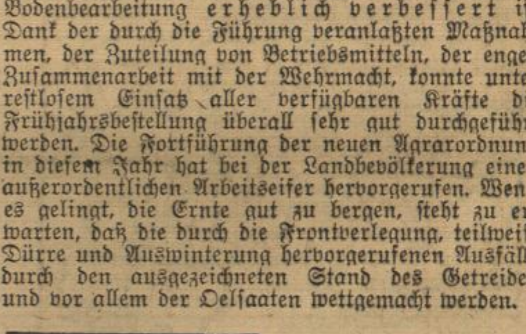 Bodenbearbeitung erheblich verbessert i
Dank der durch die Führung veranlaßten Maßnah
men, der Zuteilung von Betriebsmitteln, der enge
Zusammenarbeit mit der Wehrmacht, konnte unte
restlosem Einsatz aller verfügbaren Kräfte d
Frühjahrsbestellung überall sehr gut durchgeführ
werden. Die Fortführung der neuen Agrarordnun
in diesem Jahr hat bei der Landbevölkerung eine
außerordentlichen Arbeitseifer hervorgerufen. Wen
es gelingt, die Ernte gut zu bergen, steht zu er
warten, daß die durch die Frontverlegung, teilweis
Dürre und Auswinterung hervorgerufenen Ausfäll
durch den ausgezeichneten Stand des Getreide
und vor allem der Oelsaaten wettgemacht werden.